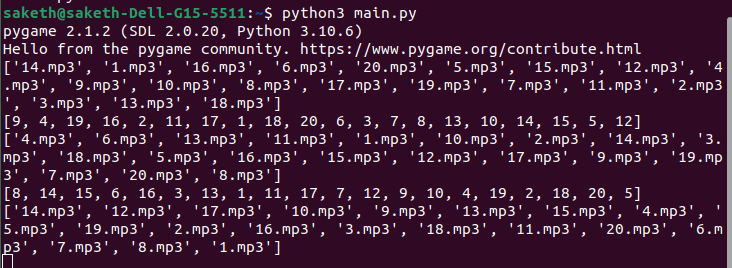 saketh@saketh-Dell-G15-5511:~$ python3 main.py
pygame 2.1.2 (SDL 2.0.20, Python 3.10.6)
Hello from the pygame community. https://www.pygame.org/contribute.html
['14.mp3', '1.mp3', '16.mp3', '6.mp3', '20.mp3', '5.mp3', '15.mp3', '12.mp3', '4
.mp3', '9.mp3', '10.mp3', '8.mp3', '17.mp3', '19.mp3', '7.mp3', '11.mp3', '2.mp3
', '3.mp3', '13.mp3', '18.mp3']
[9, 4, 19, 16, 2, 11, 17, 1, 18, 20, 6, 3, 7, 8, 13, 10, 14, 15, 5, 12]
['4.mp3', '6.mp3', '13.mp3', '11.mp3', '1.mp3', '10.mp3', '2.mp3', '14.mp3', '3.
mp3', '18.mp3', '5.mp3', '16.mp3', '15.mp3', '12.mp3', '17.mp3', '9.mp3', '19.mp
3', '7.mp3', '20.mp3', '8.mp3']
[8, 14, 15, 6, 16, 3, 13, 1, 11, 17, 7, 12, 9, 10, 4, 19, 2, 18, 20, 5]
['14.mp3', '12.mp3', '17.mp3', '10.mp3', '9.mp3', '13.mp3', '15.mp3', '4.mp3', '
5.mp3', '19.mp3', '2.mp3', '16.mp3', '3.mp3', '18.mp3', '11.mp3', '20.mp3', '6.m
p3', '7.mp3', '8.mp3', '1.mp3']